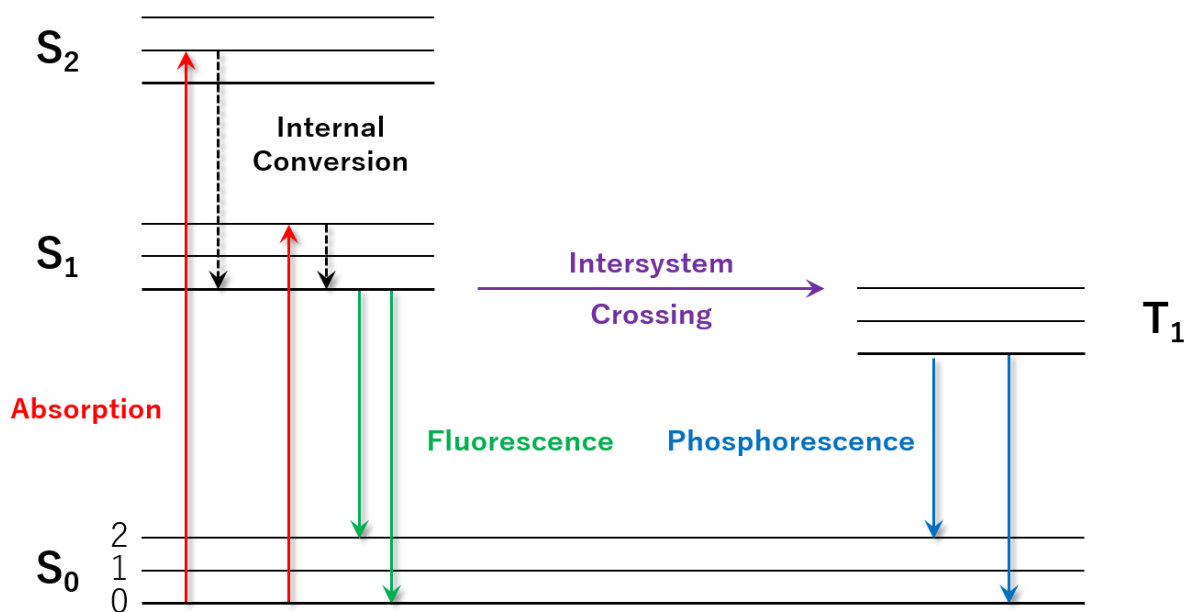 S₂
Internal
Conversion
S₁
Intersystem
Crossing
T₁
Absorption
Fluorescence
Phosphorescence
2
S₀
1
0